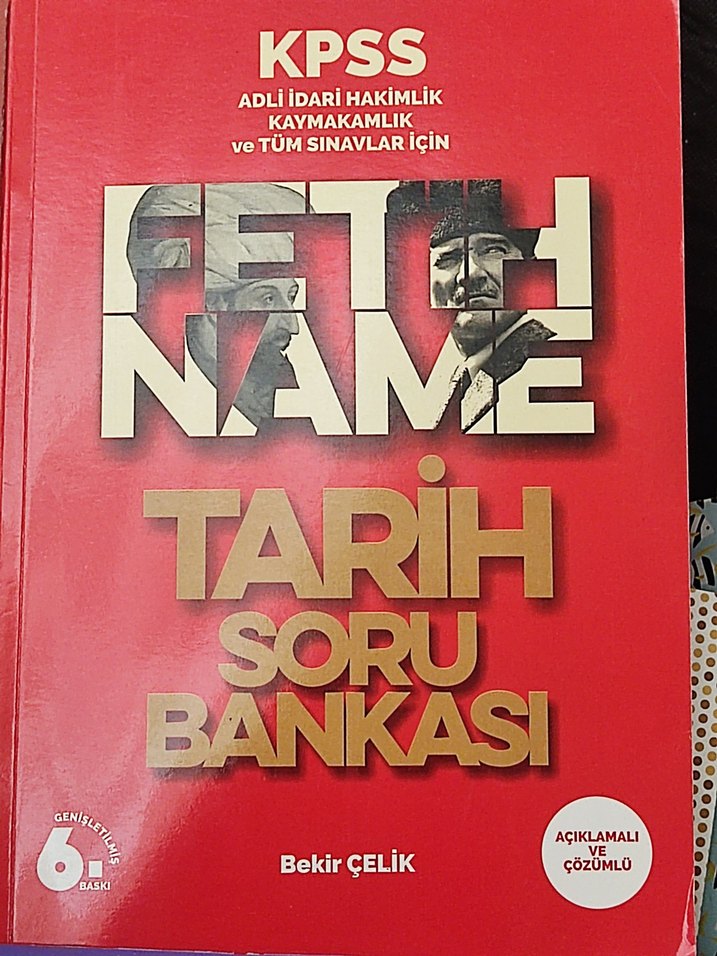 KPSS
ADLİ İDARİ HAKİMLİK
KAYMAKAMLIK
ve TÜM SINAVLAR İÇİN
FETİH
NAME
TARİH
SORU
BANKASI
GENİŞLETİLMİŞ
6.
BASKI
Bekir ÇELİK
AÇIKLAMALI
VE
ÇÖZÜMLÜ